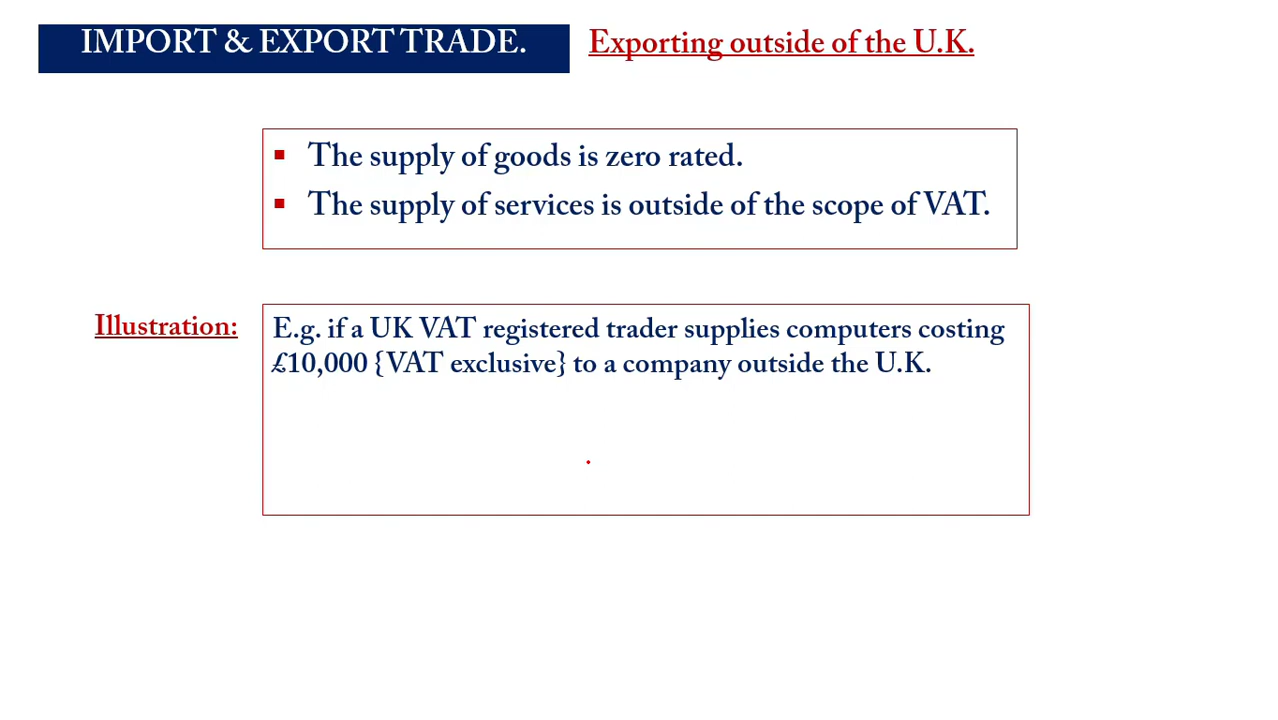 IMPORT & EXPORT TRADE.
Exporting outside of the U.K.
▪ The supply of goods is zero rated.
▪ The supply of services is outside of the scope of VAT.
Illustration:
E.g. if a UK VAT registered trader supplies computers costing
£10,000 {VAT exclusive} to a company outside the U.K.